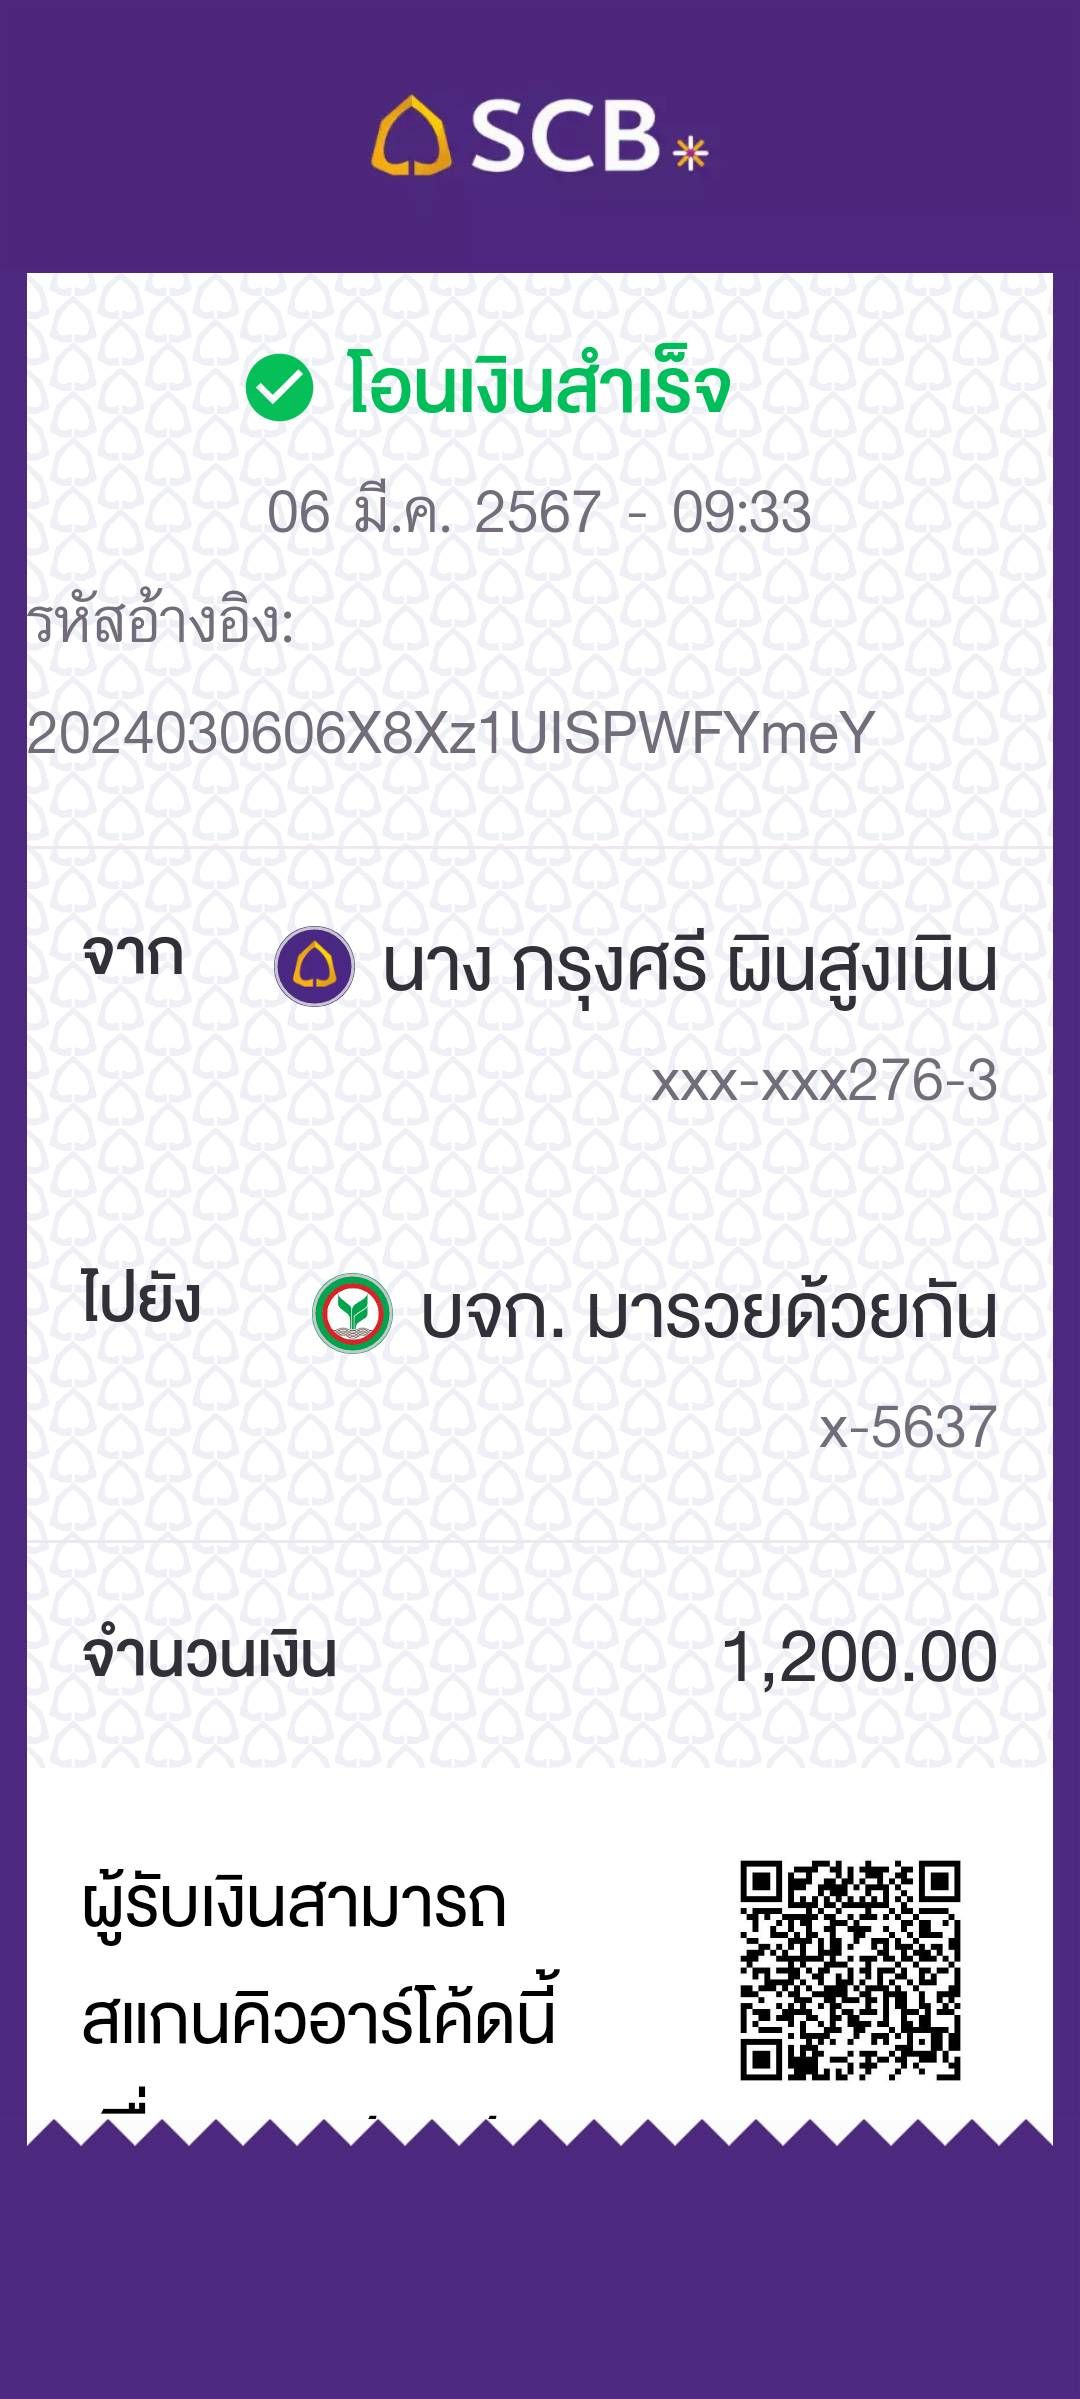 SCB
โอนเงินสำเร็จ
06 มี.ค. 2567 - 09:33
รหัสอ้างอิง:
2024030606X8Xz1UISPWFYmeY
จาก นาง กรุงศรี ผินสูงเนิน
xxx-xxx276-3
ไปยัง บจก. มารวยด้วยกัน
x-5637
จำนวนเงิน 1,200.00
ผู้รับเงินสามารถ
สแกนคิวอาร์โค้ดนี้